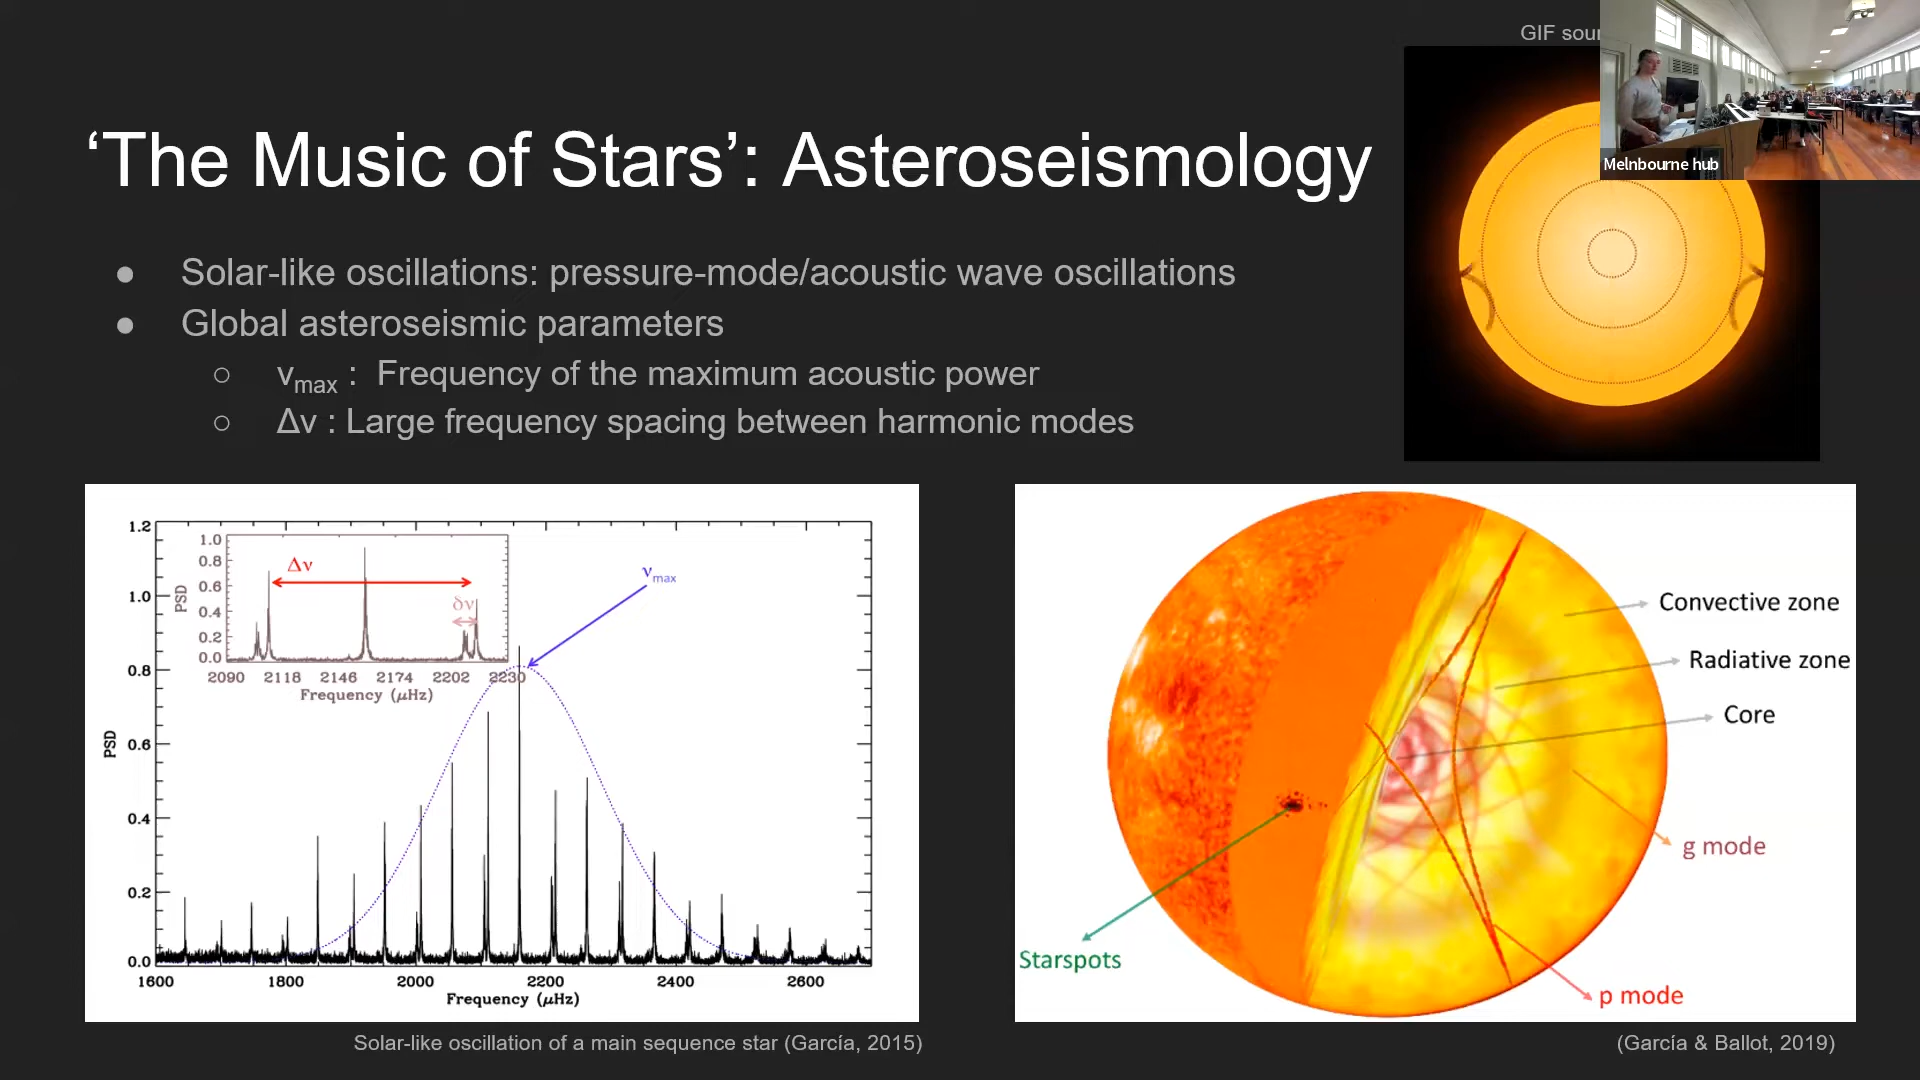 GIF sour
Melnbourne hub
‘The Music of Stars’: Asteroseismology
● Solar-like oscillations: pressure-mode/acoustic wave oscillations
● Global asteroseismic parameters
○ νmax : Frequency of the maximum acoustic power
○ Δν : Large frequency spacing between harmonic modes
1.2
1.0
0.8
0.6
0.4
0.2
0.0
PSD
1600 1800 2000 2200 2400 2600
Frequency (μHz)
1.0
0.8
0.6
0.4
0.2
0.0
PSD
Δν
δν
2090 2118 2146 2174 2202 2230
Frequency (μHz)
νmax
Convective zone
Radiative zone
Core
g mode
Starspots
p mode
Solar-like oscillation of a main sequence star (García, 2015)
(García & Ballot, 2019)